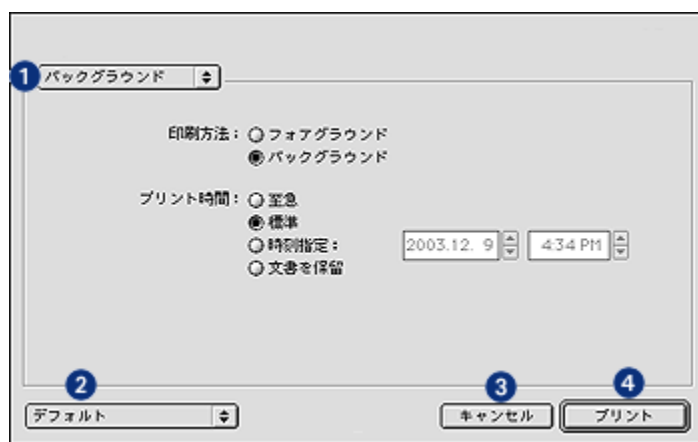 1 バックグラウンド
印刷方法： フォアグラウンド
バックグラウンド
プリント時間： 至急
標準
時刻指定： 2003.12. 9 4:34 PM
文書を保留
2
3
4
デフォルト キャンセル プリント